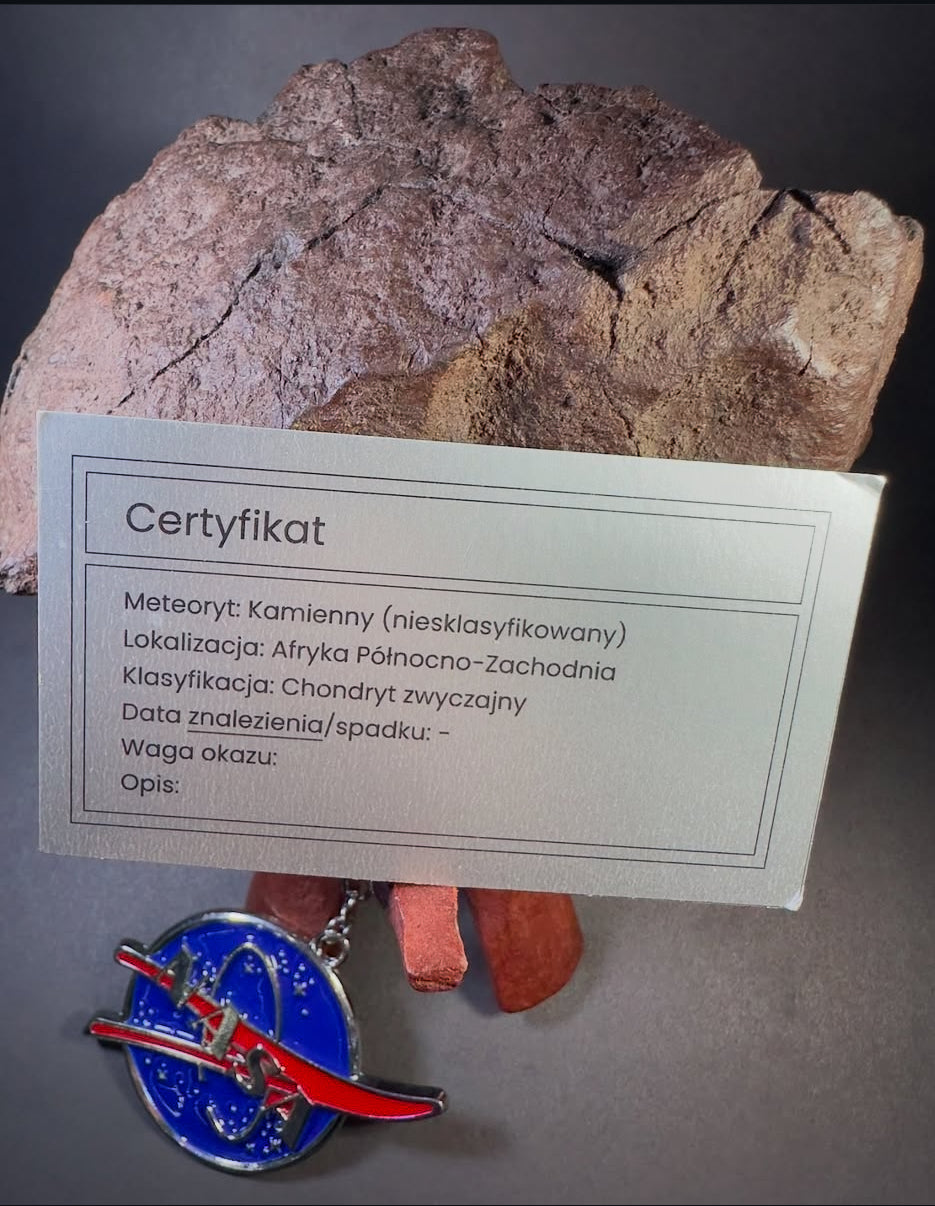 Certyfikat
Meteoryt: Kamienny (niesklasyfikowany)
Lokalizacja: Afryka Północno-Zachodnia
Klasyfikacja: Chondryt zwyczajny
Data znalezienia/spadku: -
Waga okazu:
Opis:
NASA